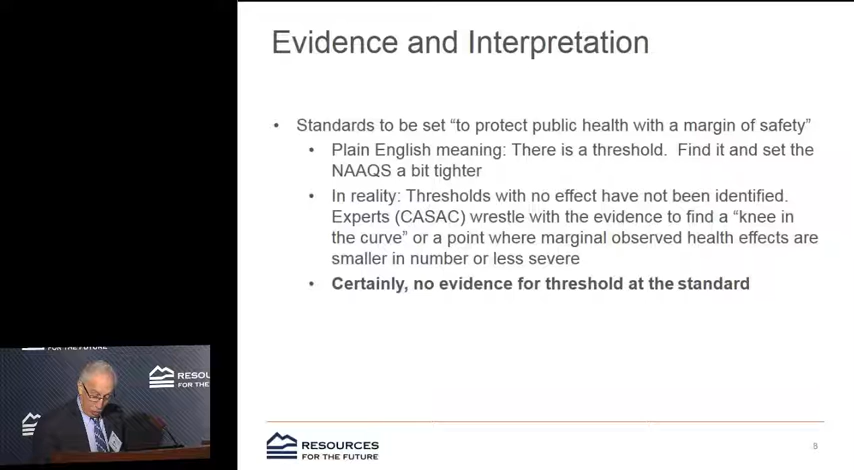 Evidence and Interpretation
• Standards to be set “to protect public health with a margin of safety”
• Plain English meaning: There is a threshold. Find it and set the
NAAQS a bit tighter
• In reality: Thresholds with no effect have not been identified.
Experts (CASAC) wrestle with the evidence to find a “knee in
the curve” or a point where marginal observed health effects are
smaller in number or less severe
• Certainly, no evidence for threshold at the standard
FOR THE FUTURE
RESOU
FOR THE
RESOURCES
FOR THE FUTURE
8